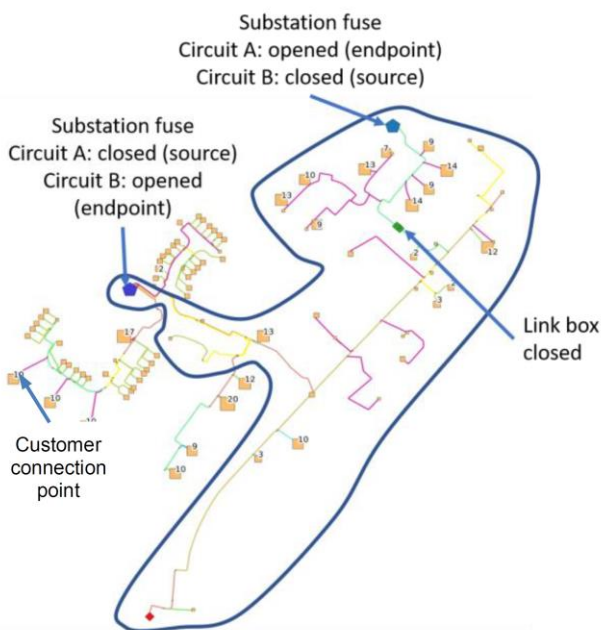 Substation fuse
Circuit A: opened (endpoint)
Circuit B: closed (source)
Substation fuse
Circuit A: closed (source)
Circuit B: opened
(endpoint)
7
9
13
14
10
9
13
14
9
2
12
2
3
2
17
13
12
20
10
9
3
10
10
Link box
closed
Customer
connection
point